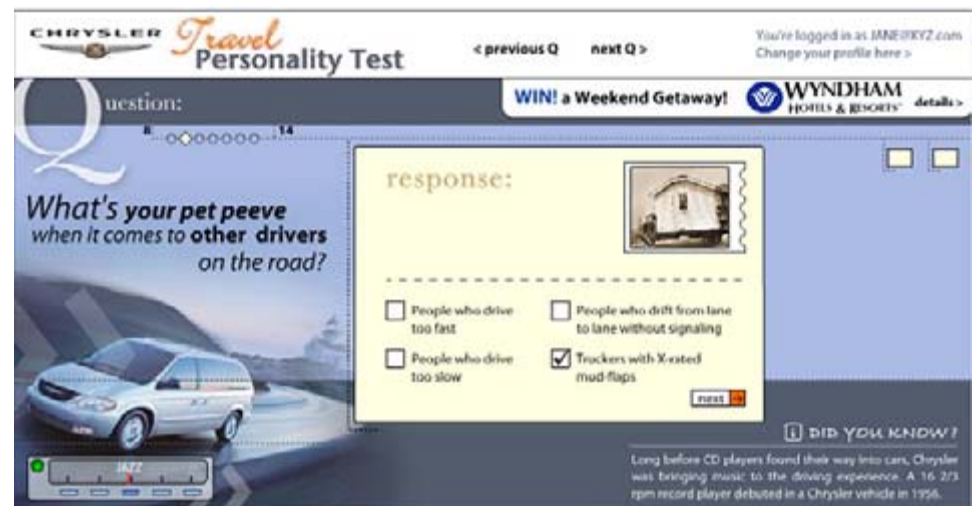 CHRYSLER
Travel
Personality Test
< previous Q next Q >
You're logged in as JANE@XYZ.com
Change your profile here >
Question:
WIN! a Weekend Getaway!
WYNDHAM
HOTELS & RESORTS
details >
8 14
What's your pet peeve
when it comes to other drivers
on the road?
response:
People who drive
too fast
People who drift from lane
to lane without signaling
People who drive
too slow
Truckers with X-rated
mud-flaps
next
JAZZ
DID YOU KNOW?
Long before CD players found their way into cars, Chrysler
was bringing music to the driving experience. A 16 2/3
rpm record player debuted in a Chrysler vehicle in 1956.